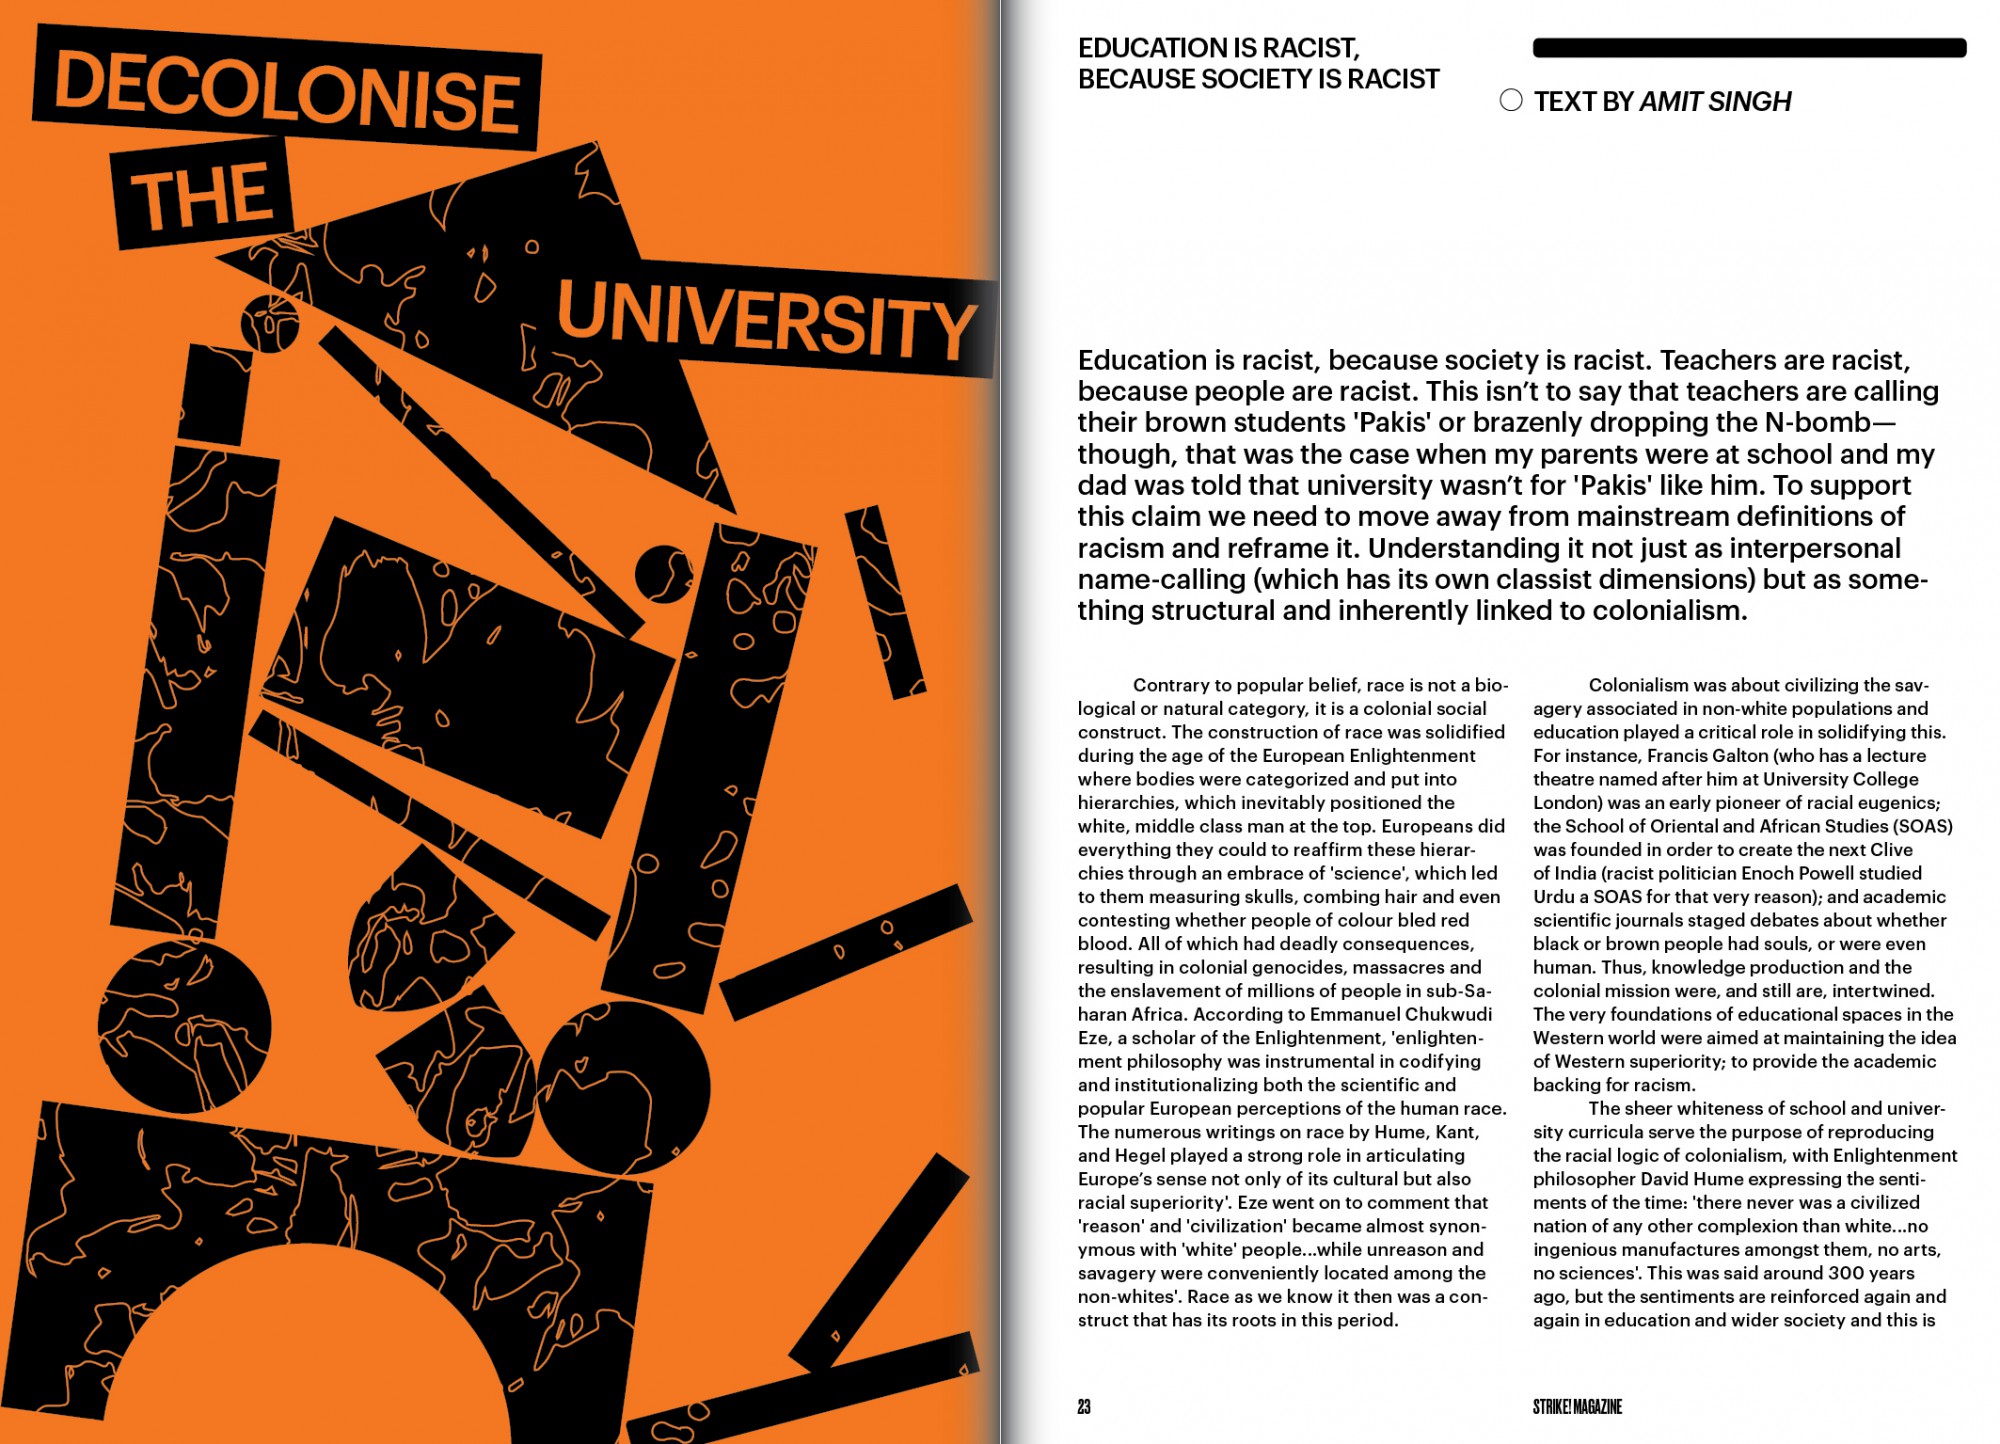 DECOLONISE
THE
UNIVERSITY
EDUCATION IS RACIST,
BECAUSE SOCIETY IS RACIST
TEXT BY AMIT SINGH
Education is racist, because society is racist. Teachers are racist,
because people are racist. This isn’t to say that teachers are calling
their brown students 'Pakis' or brazenly dropping the N-bomb—
though, that was the case when my parents were at school and my
dad was told that university wasn’t for 'Pakis' like him. To support
this claim we need to move away from mainstream definitions of
racism and reframe it. Understanding it not just as interpersonal
name-calling (which has its own classist dimensions) but as some-
thing structural and inherently linked to colonialism.
Contrary to popular belief, race is not a bio-
logical or natural category, it is a colonial social
construct. The construction of race was solidified
during the age of the European Enlightenment
where bodies were categorized and put into
hierarchies, which inevitably positioned the
white, middle class man at the top. Europeans did
everything they could to reaffirm these hierar-
chies through an embrace of 'science', which led
to them measuring skulls, combing hair and even
contesting whether people of colour bled red
blood. All of which had deadly consequences,
resulting in colonial genocides, massacres and
the enslavement of millions of people in sub-Sa-
haran Africa. According to Emmanuel Chukwudi
Eze, a scholar of the Enlightenment, 'enlighten-
ment philosophy was instrumental in codifying
and institutionalizing both the scientific and
popular European perceptions of the human race.
The numerous writings on race by Hume, Kant,
and Hegel played a strong role in articulating
Europe’s sense not only of its cultural but also
racial superiority'. Eze went on to comment that
'reason' and 'civilization' became almost synon-
ymous with 'white' people...while unreason and
savagery were conveniently located among the
non-whites'. Race as we know it then was a con-
struct that has its roots in this period.
Colonialism was about civilizing the sav-
agery associated in non-white populations and
education played a critical role in solidifying this.
For instance, Francis Galton (who has a lecture
theatre named after him at University College
London) was an early pioneer of racial eugenics;
the School of Oriental and African Studies (SOAS)
was founded in order to create the next Clive
of India (racist politician Enoch Powell studied
Urdu a SOAS for that very reason); and academic
scientific journals staged debates about whether
black or brown people had souls, or were even
human. Thus, knowledge production and the
colonial mission were, and still are, intertwined.
The very foundations of educational spaces in the
Western world were aimed at maintaining the idea
of Western superiority; to provide the academic
backing for racism.
The sheer whiteness of school and univer-
sity curricula serve the purpose of reproducing
the racial logic of colonialism, with Enlightenment
philosopher David Hume expressing the senti-
ments of the time: 'there never was a civilized
nation of any other complexion than white...no
ingenious manufactures amongst them, no arts,
no sciences'. This was said around 300 years
ago, but the sentiments are reinforced again and
again in education and wider society and this is
23
STRIKE! MAGAZINE